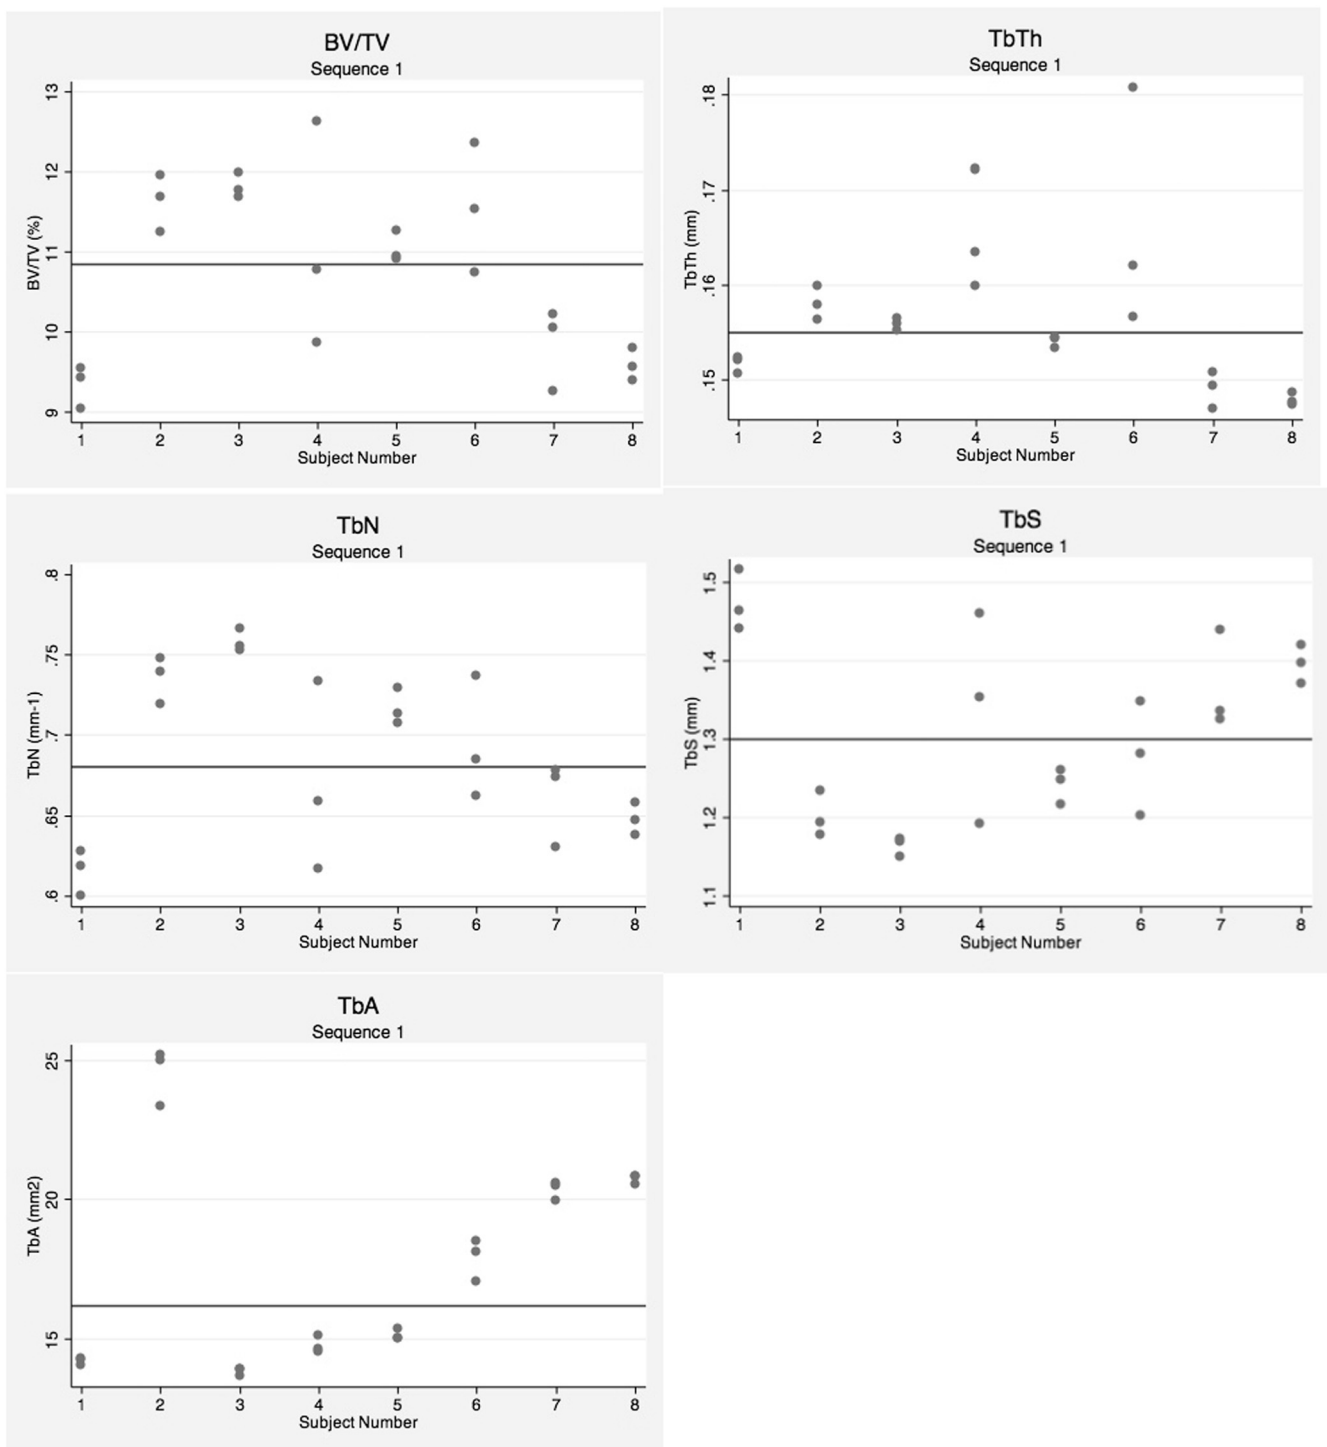 BV/TV
Sequence 1
BV/TV (%)
13
12
11
10
9
1 2 3 4 5 6 7 8
Subject Number
TbTh
Sequence 1
TbTh (mm)
.18
.17
.16
.15
1 2 3 4 5 6 7 8
Subject Number
TbN
Sequence 1
TbN (mm-1)
.8
.75
.7
.65
.6
1 2 3 4 5 6 7 8
Subject Number
TbS
Sequence 1
TbS (mm)
1.5
1.4
1.3
1.2
1.1
1 2 3 4 5 6 7 8
Subject Number
TbA
Sequence 1
TbA (mm2)
25
20
15
1 2 3 4 5 6 7 8
Subject Number